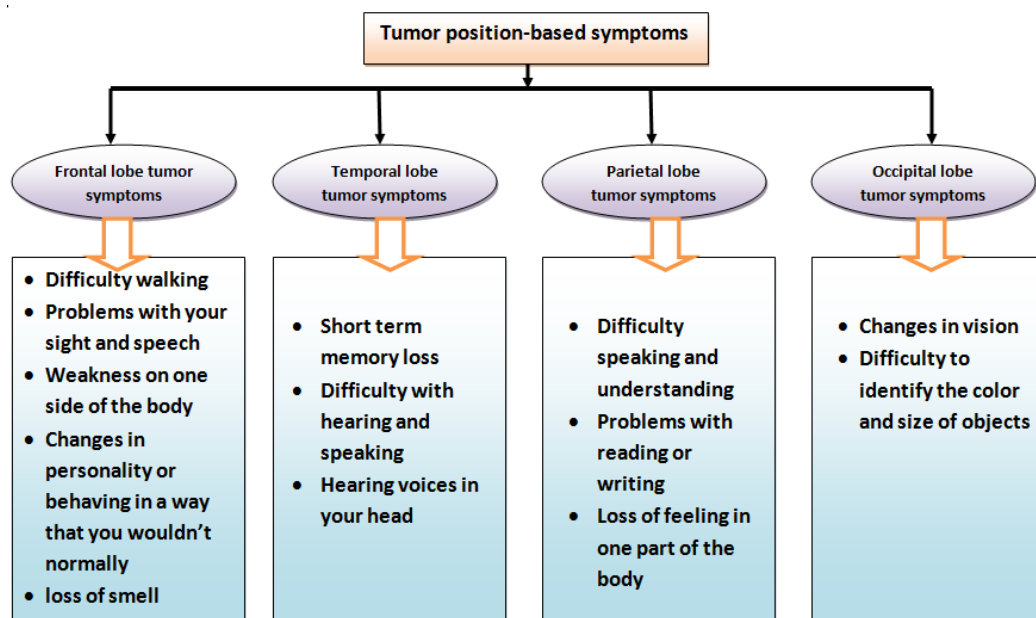 Tumor position-based symptoms
Frontal lobe tumor
symptoms
Temporal lobe
tumor symptoms
Parietal lobe
tumor symptoms
Occipital lobe
tumor symptoms
• Difficulty walking
• Problems with your
sight and speech
• Weakness on one
side of the body
• Changes in
personality or
behaving in a way
that you wouldn't
normally
• loss of smell
• Short term
memory loss
• Difficulty with
hearing and
speaking
• Hearing voices in
your head
• Difficulty
speaking and
understanding
• Problems with
reading or
writing
• Loss of feeling in
one part of the
body
• Changes in vision
• Difficulty to
identify the color
and size of objects